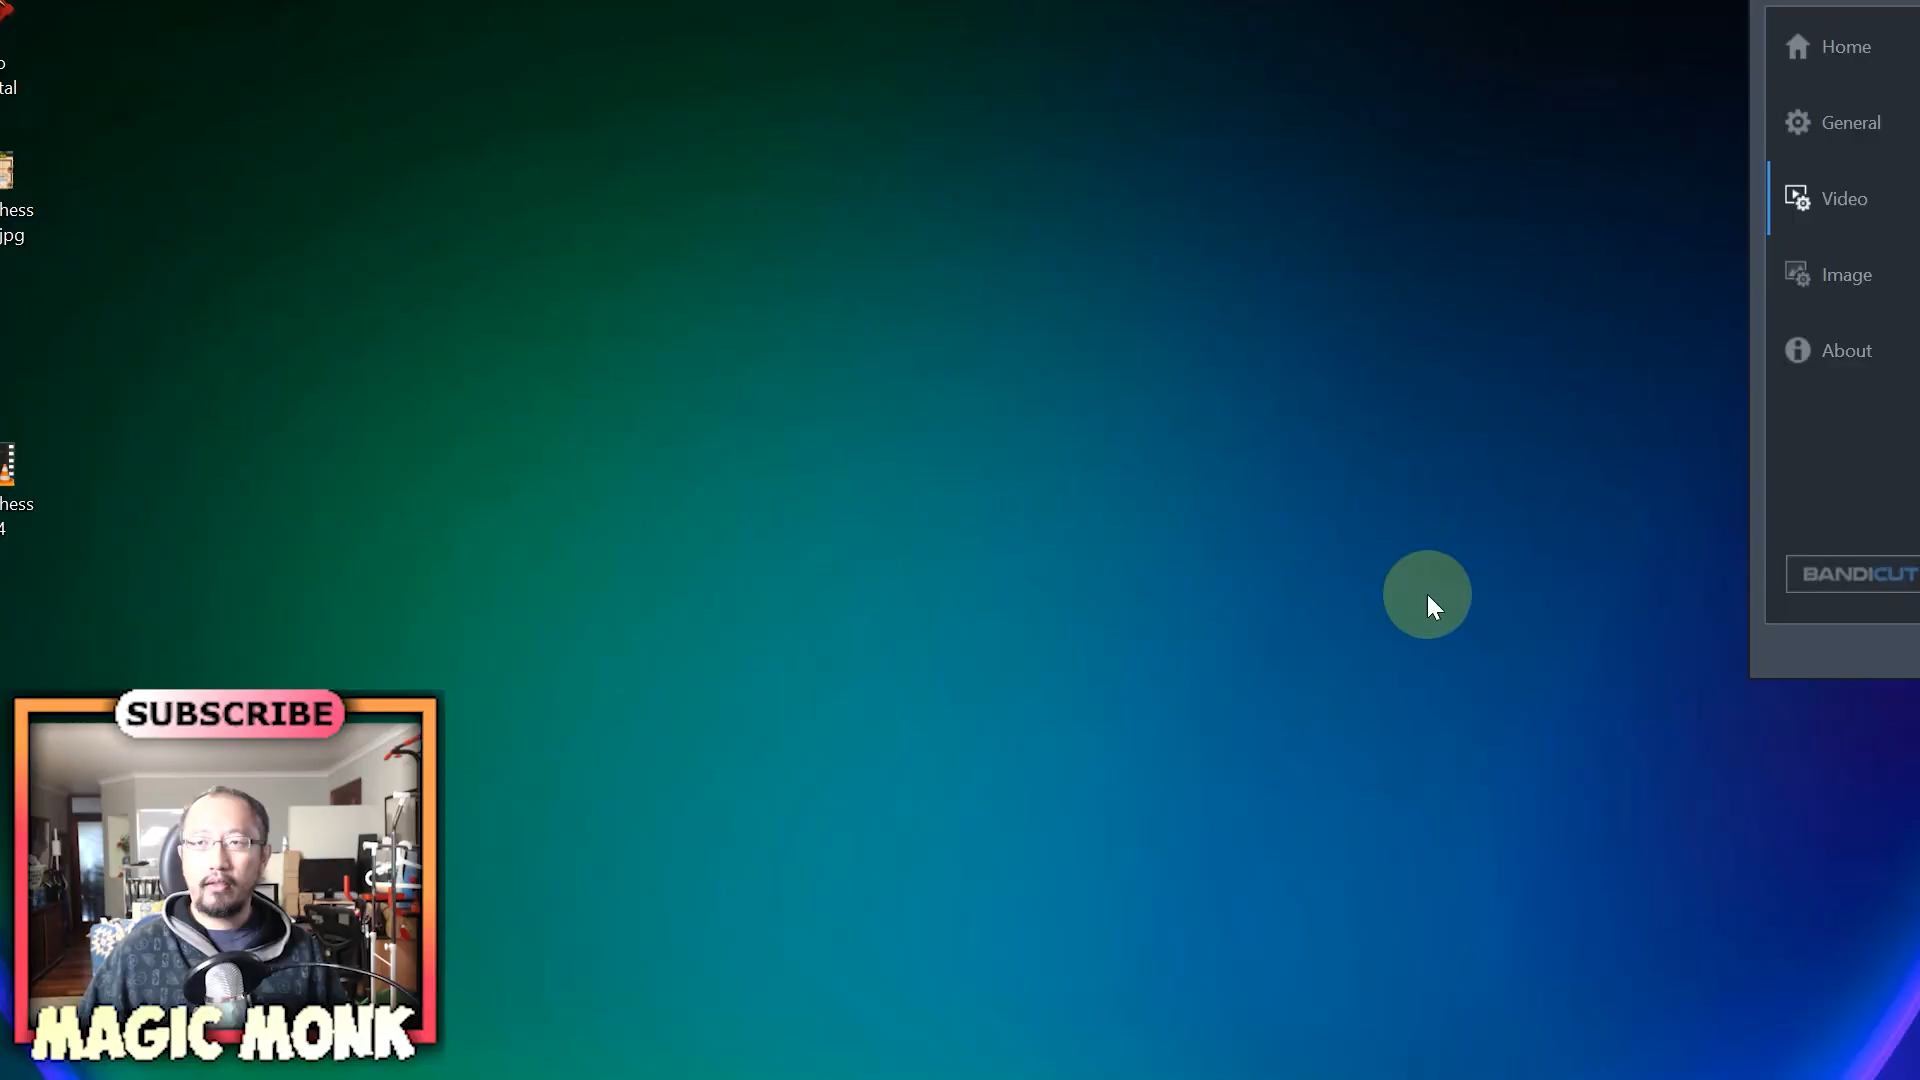 o
tal
hess
jpg
hess
4
Home
General
Video
Image
About
BANDICUT
SUBSCRIBE
MAGIC MONK